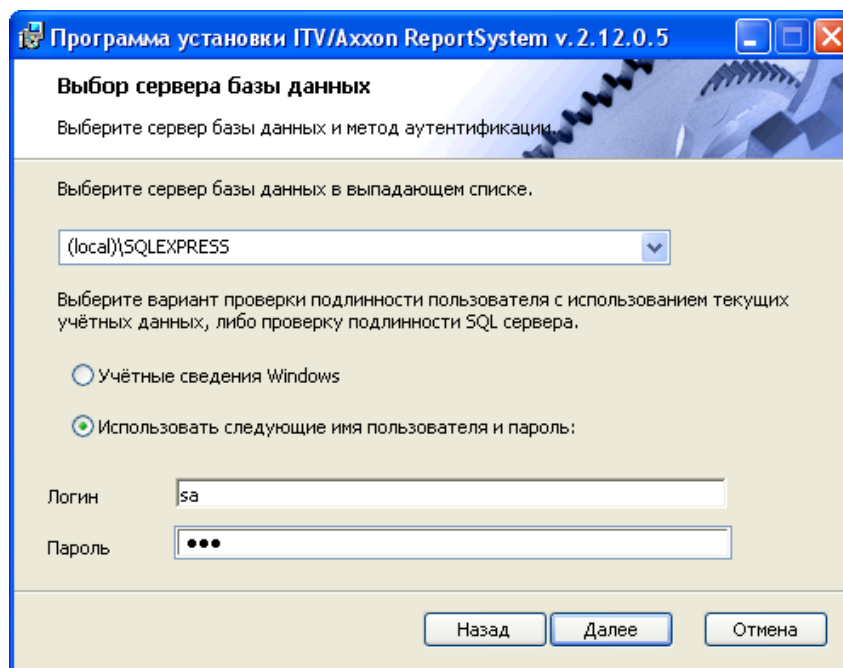 Программа установки ITV/Axxon ReportSystem v.2.12.0.5
Выбор сервера базы данных
Выберите сервер базы данных и метод аутентификации.
Выберите сервер базы данных в выпадающем списке.
(local)\SQLEXPRESS
Выберите вариант проверки подлинности пользователя с использованием текущих
учётных данных, либо проверку подлинности SQL сервера.
Учётные сведения Windows
Использовать следующие имя пользователя и пароль:
Логин sa
Пароль ●●●
Назад Далее Отмена